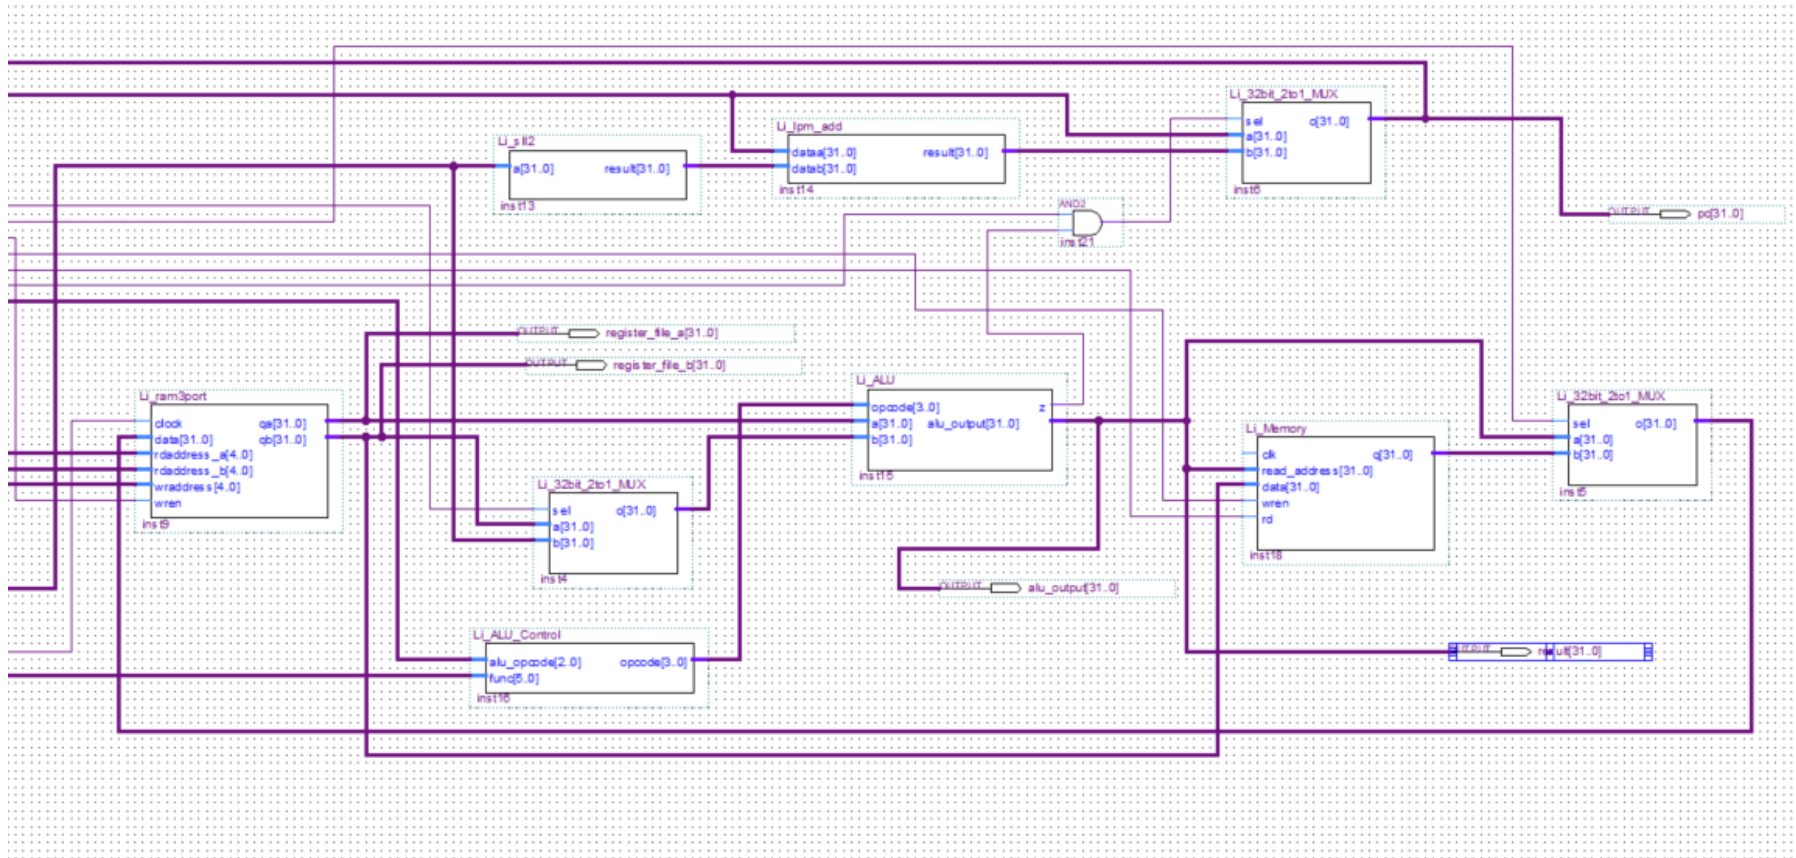 Li_32bit_2to1_MUX
sel
a[31..0]
b[31..0]
o[31..0]
inst6
Li_lpm_add
dataa[31..0]
datab[31..0]
result[31..0]
inst14
Li_sll2
a[31..0]
result[31..0]
inst13
AND2
inst21
OUTPUT
pc[31..0]
OUTPUT
register_file_a[31..0]
OUTPUT
register_file_b[31..0]
Li_ram3port
clock
data[31..0]
rdaddress_a[4..0]
rdaddress_b[4..0]
wraddress[4..0]
wren
qa[31..0]
qb[31..0]
inst9
Li_ALU
opcode[3..0]
a[31..0]
b[31..0]
z
alu_output[31..0]
inst15
Li_32bit_2to1_MUX
sel
a[31..0]
b[31..0]
o[31..0]
inst5
Li_Memory
clk
read_address[31..0]
data[31..0]
wren
rd
q[31..0]
inst18
Li_32bit_2to1_MUX
sel
a[31..0]
b[31..0]
o[31..0]
inst4
OUTPUT
alu_output[31..0]
Li_ALU_Control
alu_opcode[2..0]
func[5..0]
opcode[3..0]
inst16